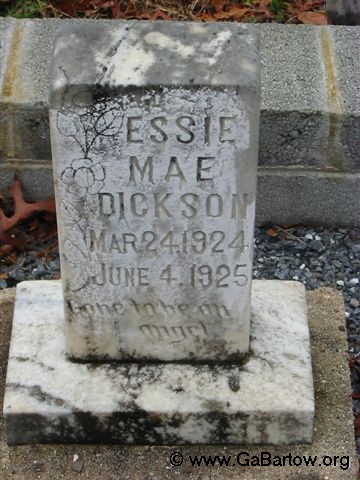 ESSIE
MAE
DICKSON
MAR.24,1924
JUNE 4, 1925
Gone to be an
angel
© www.GaBartow.org